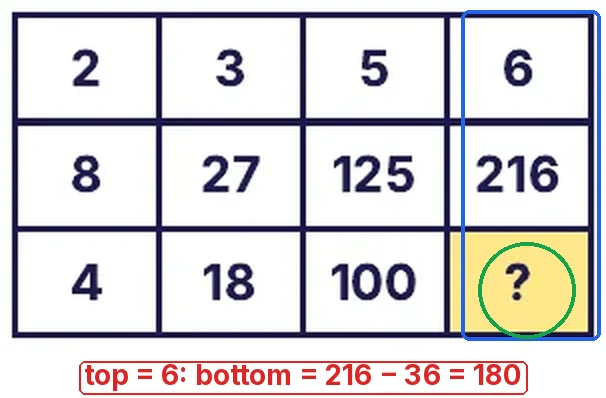 2 3 5 6
8 27 125 216
4 18 100 ?
top = 6: bottom = 216 − 36 = 180